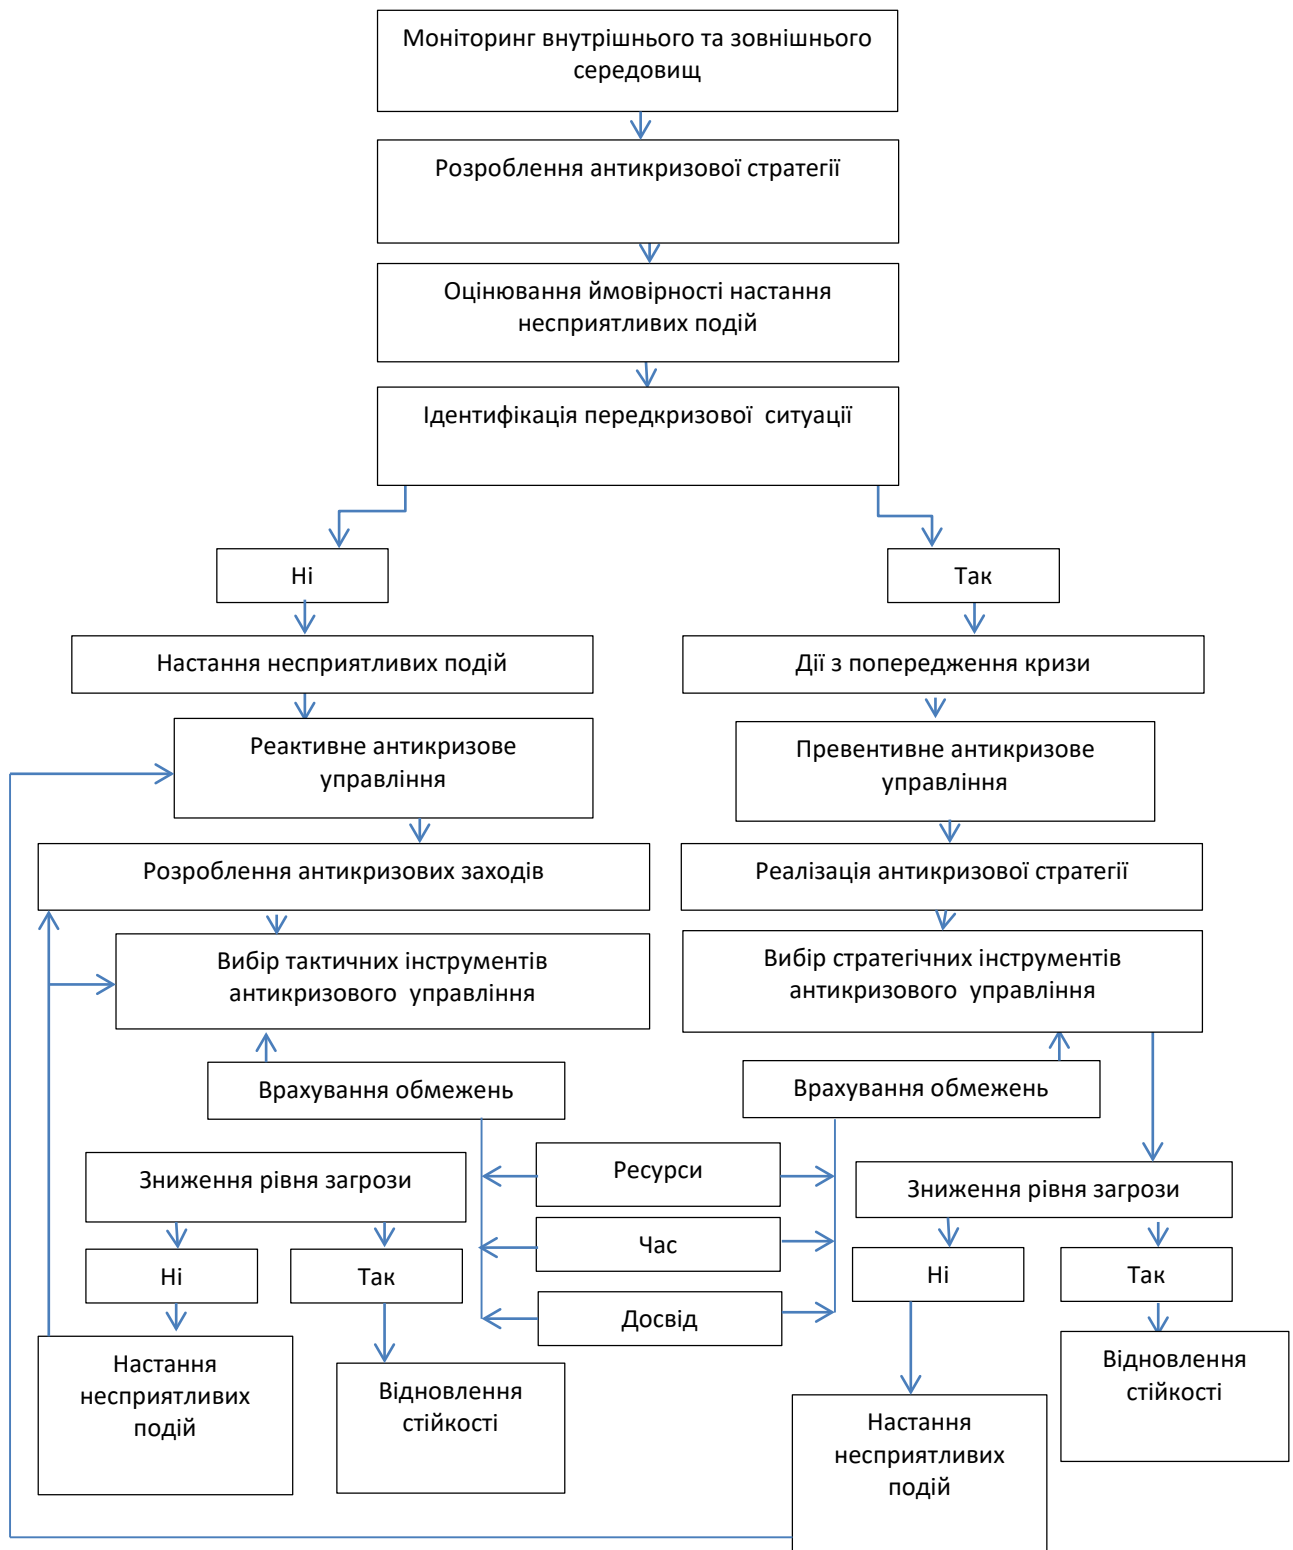 Моніторинг внутрішнього та зовнішнього
середовищ
Розроблення антикризової стратегії
Оцінювання ймовірності настання
несприятливих подій
Ідентифікація передкризової ситуації
Ні
Так
Настання несприятливих подій
Дії з попередження кризи
Реактивне антикризове
управління
Превентивне антикризове
управління
Розроблення антикризових заходів
Реалізація антикризової стратегії
Вибір тактичних інструментів
антикризового управління
Вибір стратегічних інструментів
антикризового управління
Врахування обмежень
Врахування обмежень
Ресурси
Час
Досвід
Зниження рівня загрози
Зниження рівня загрози
Ні
Так
Ні
Так
Настання
несприятливих
подій
Відновлення
стійкості
Настання
несприятливих
подій
Відновлення
стійкості